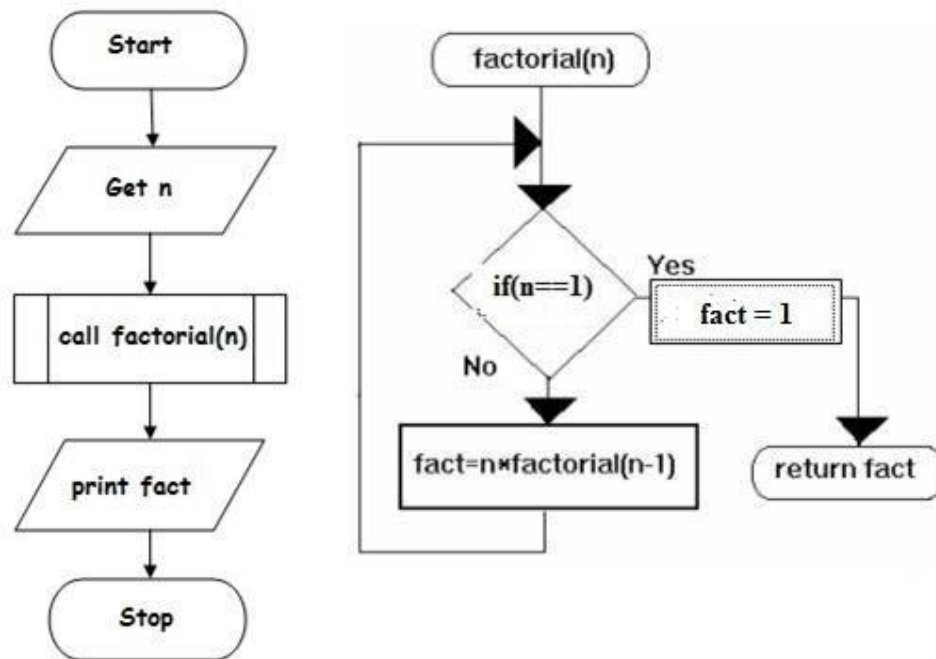 Start
Get n
call factorial(n)
print fact
Stop
factorial(n)
if(n==1)
Yes
fact = 1
No
fact=n*factorial(n-1)
return fact